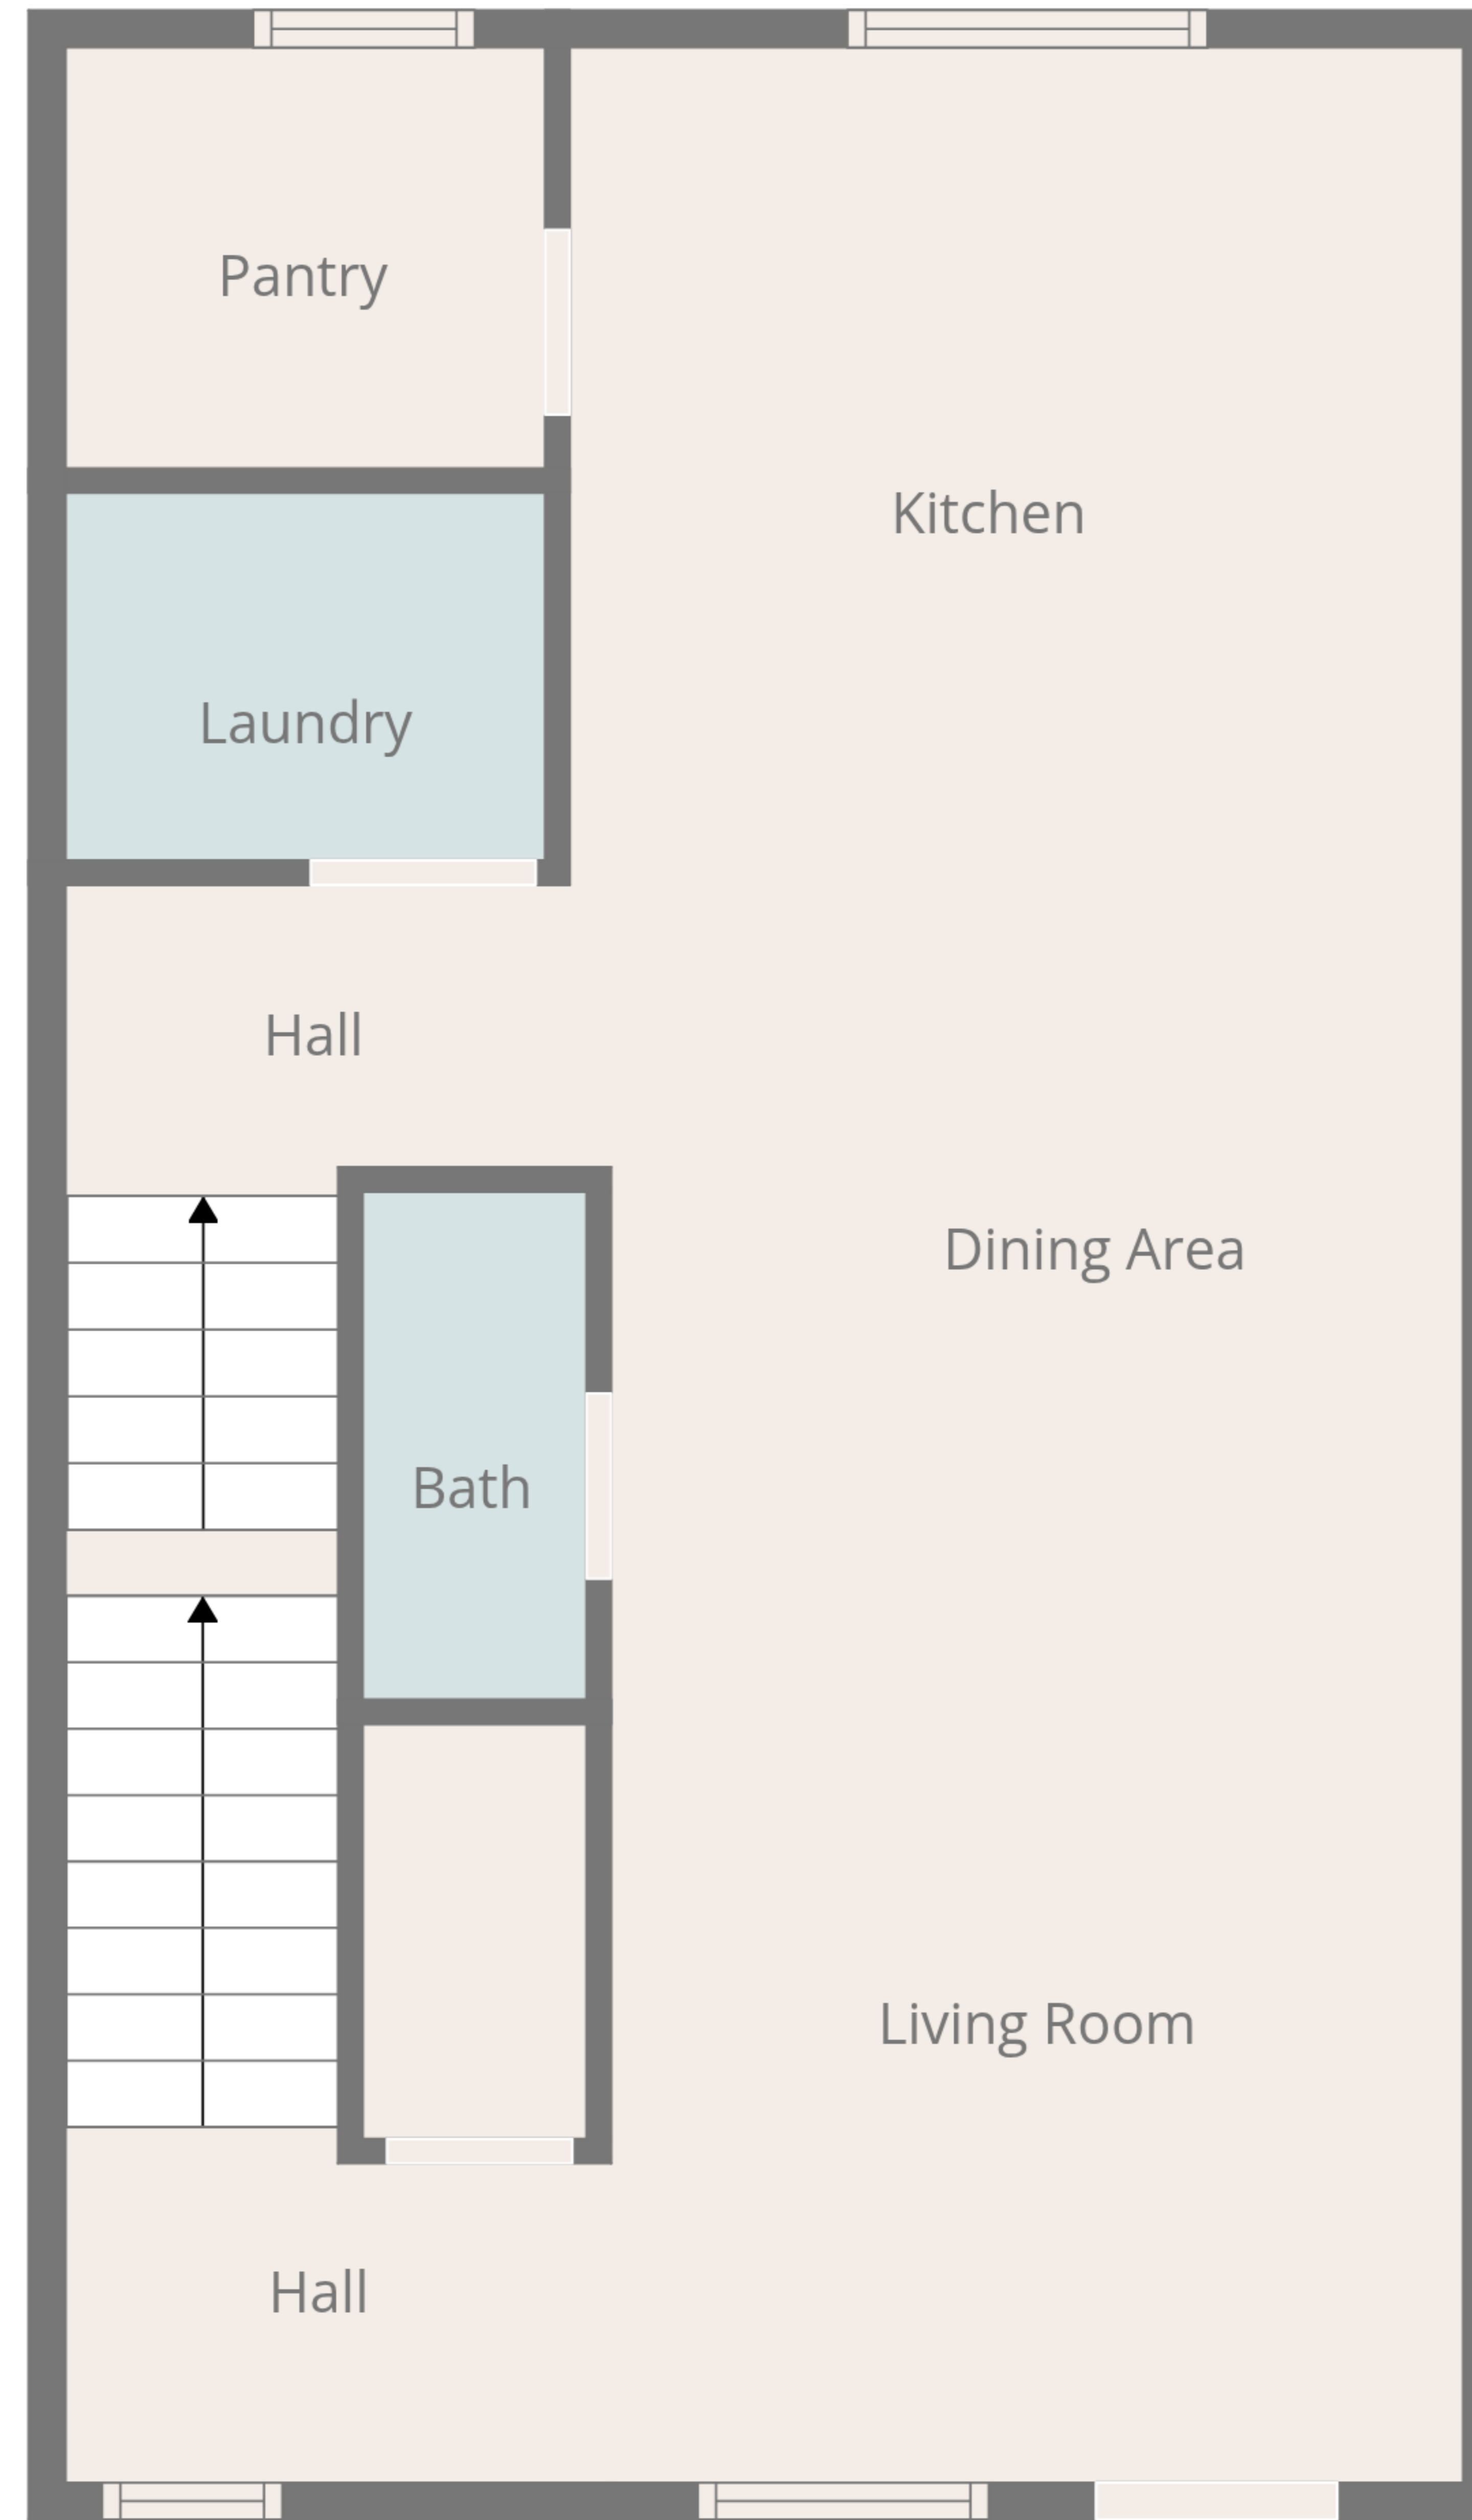 Pantry
Kitchen
Laundry
Hall
Dining Area
Bath
Living Room
Hall